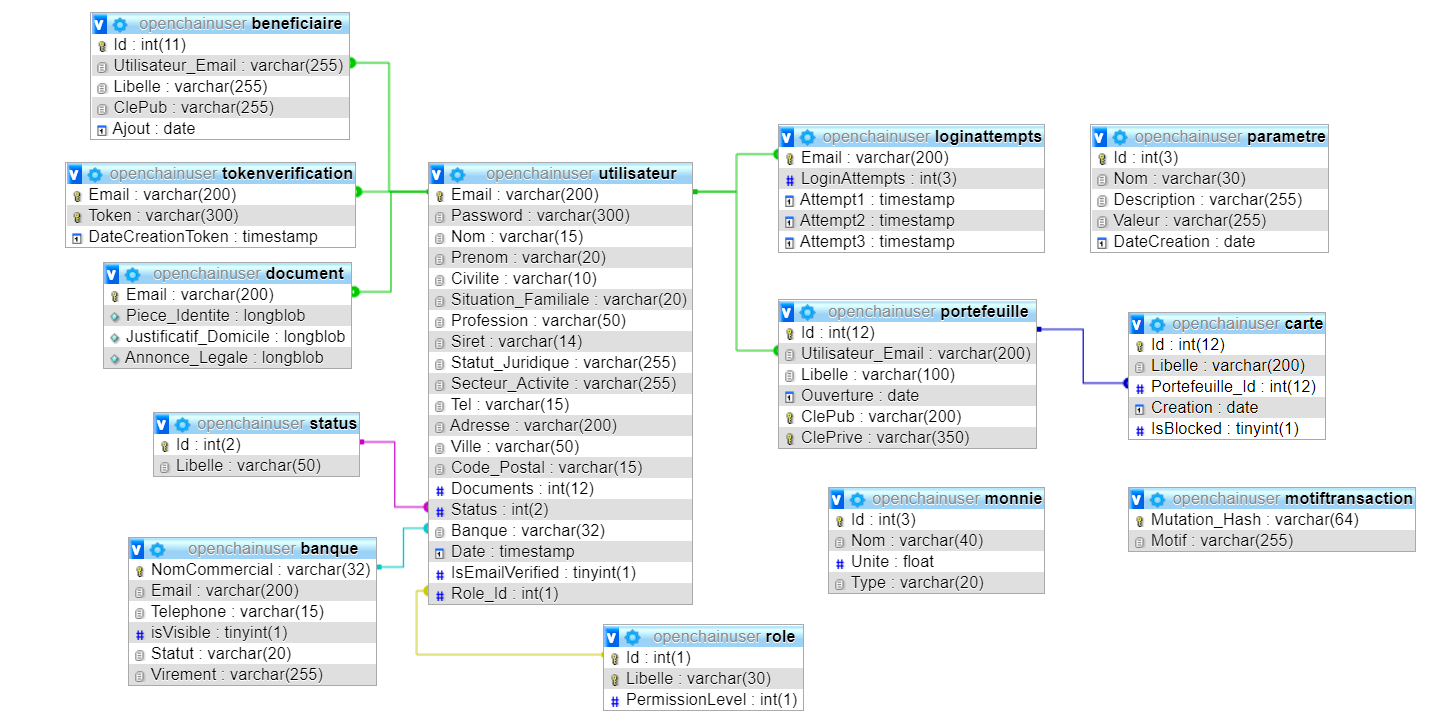 openchainuser beneficiaire
Id : int(11)
Utilisateur_Email : varchar(255)
Libelle : varchar(255)
ClePub : varchar(255)
Ajout : date
openchainuser tokenverification
Email : varchar(200)
Token : varchar(300)
DateCreationToken : timestamp
openchainuser document
Email : varchar(200)
Piece_Identite : longblob
Justificatif_Domicile : longblob
Annonce_Legale : longblob
openchainuser status
Id : int(2)
Libelle : varchar(50)
openchainuser banque
NomCommercial : varchar(32)
Email : varchar(200)
Telephone : varchar(15)
isVisible : tinyint(1)
Statut : varchar(20)
Virement : varchar(255)
openchainuser utilisateur
Email : varchar(200)
Password : varchar(300)
Nom : varchar(15)
Prenom : varchar(20)
Civilite : varchar(10)
Situation_Familiale : varchar(20)
Profession : varchar(50)
Siret : varchar(14)
Statut_Juridique : varchar(255)
Secteur_Activite : varchar(255)
Tel : varchar(15)
Adresse : varchar(200)
Ville : varchar(50)
Code_Postal : varchar(15)
Documents : int(12)
Status : int(2)
Banque : varchar(32)
Date : timestamp
IsEmailVerified : tinyint(1)
Role_Id : int(1)
openchainuser role
Id : int(1)
Libelle : varchar(30)
PermissionLevel : int(1)
openchainuser loginattempts
Email : varchar(200)
LoginAttempts : int(3)
Attempt1 : timestamp
Attempt2 : timestamp
Attempt3 : timestamp
openchainuser portefeuille
Id : int(12)
Utilisateur_Email : varchar(200)
Libelle : varchar(100)
Ouverture : date
ClePub : varchar(200)
ClePrive : varchar(350)
openchainuser monnie
Id : int(3)
Nom : varchar(40)
Unite : float
Type : varchar(20)
openchainuser parametre
Id : int(3)
Nom : varchar(30)
Description : varchar(255)
Valeur : varchar(255)
DateCreation : date
openchainuser carte
Id : int(12)
Libelle : varchar(200)
Portefeuille_Id : int(12)
Creation : date
IsBlocked : tinyint(1)
openchainuser motiftransaction
Mutation_Hash : varchar(64)
Motif : varchar(255)